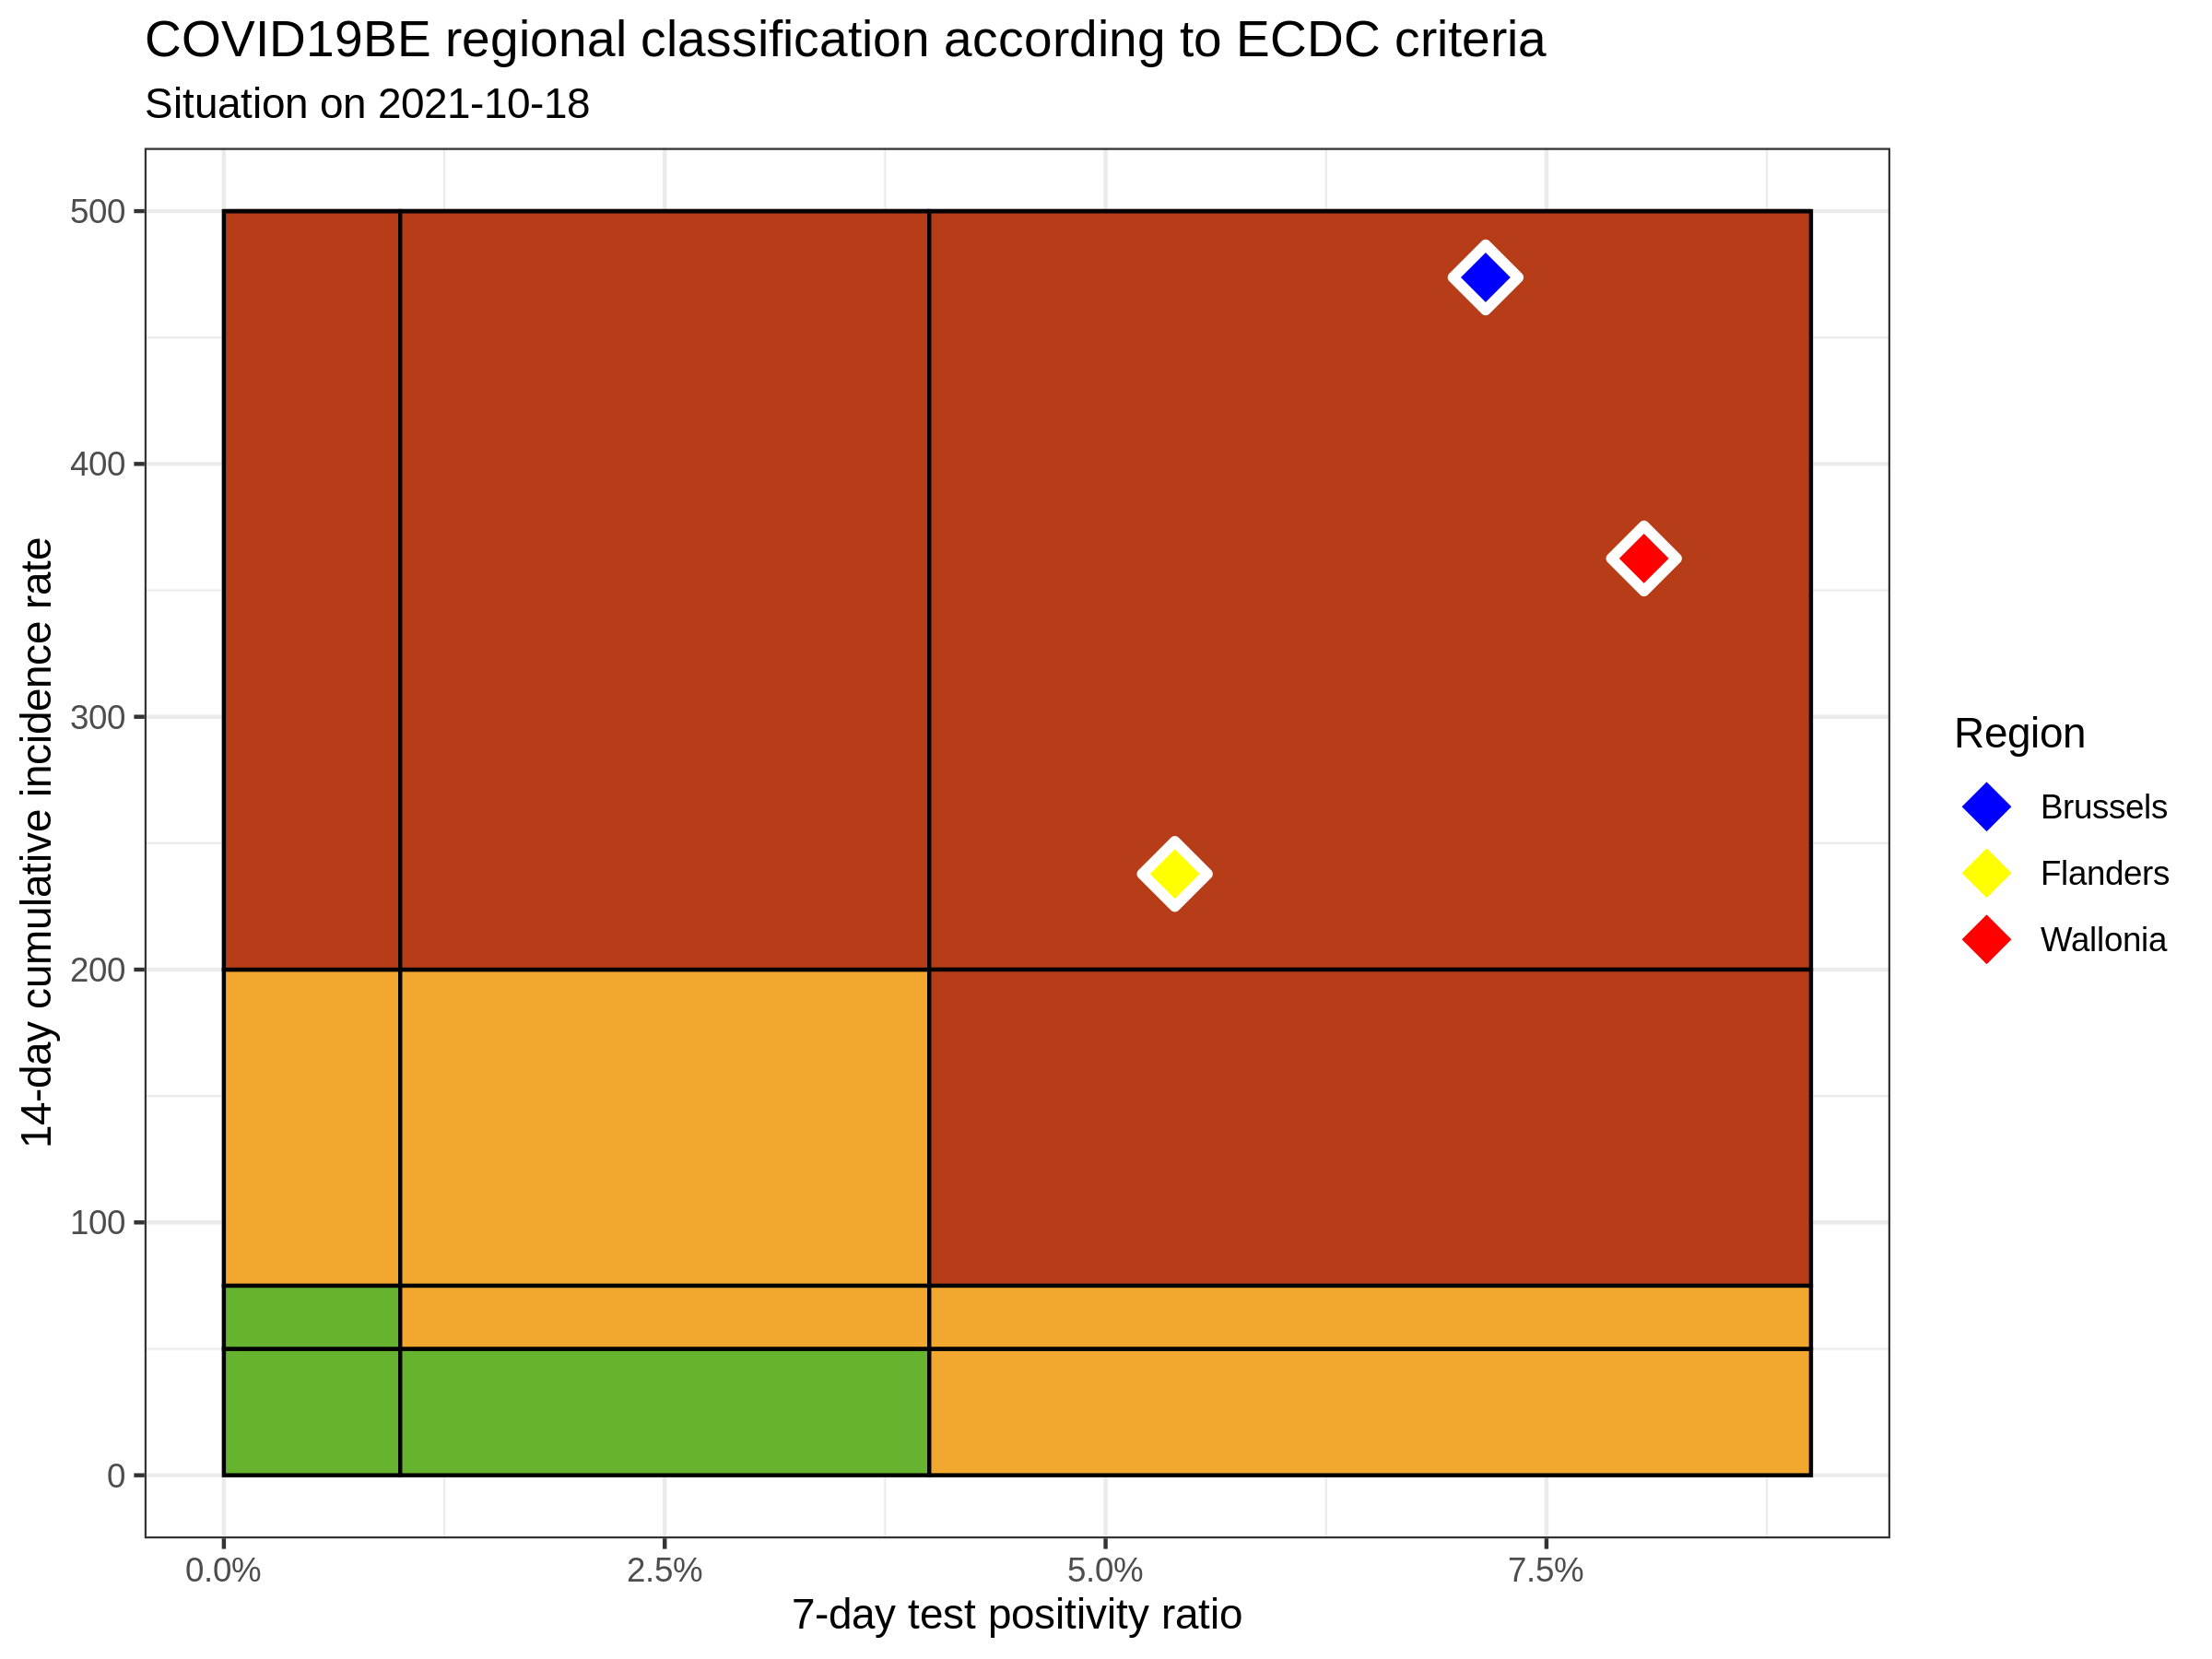 COVID19BE regional classification according to ECDC criteria
Situation on 2021-10-18
14-day cumulative incidence rate
500
400
300
200
100
0
0.0%
2.5%
5.0%
7.5%
7-day test positivity ratio
Region
Brussels
Flanders
Wallonia